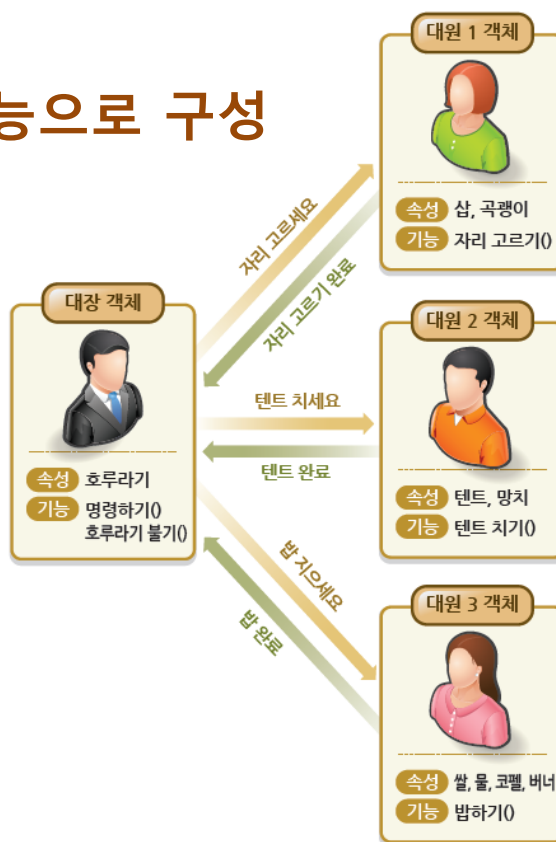 능으로 구성
대원 1 객체
속성 삽, 곡괭이
기능 자리 고르기()
자리 고르세요
자리 고르기 완료
대장 객체
속성 호루라기
기능 명령하기()
호루라기 불기()
텐트 치세요
텐트 완료
대원 2 객체
속성 텐트, 망치
기능 텐트 치기()
밥 지으세요
밥 완료
대원 3 객체
속성 쌀, 물, 코펠, 버너
기능 밥하기()